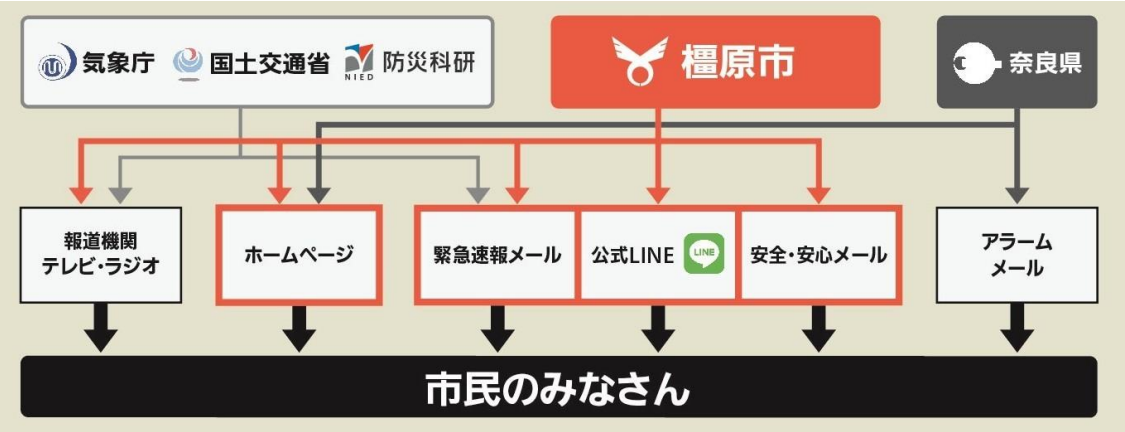 気象庁
国土交通省
NIED
防災科研
橿原市
奈良県
報道機関
テレビ・ラジオ
ホームページ
緊急速報メール
公式LINE
LINE
安全・安心メール
アラーム
メール
市民のみなさん